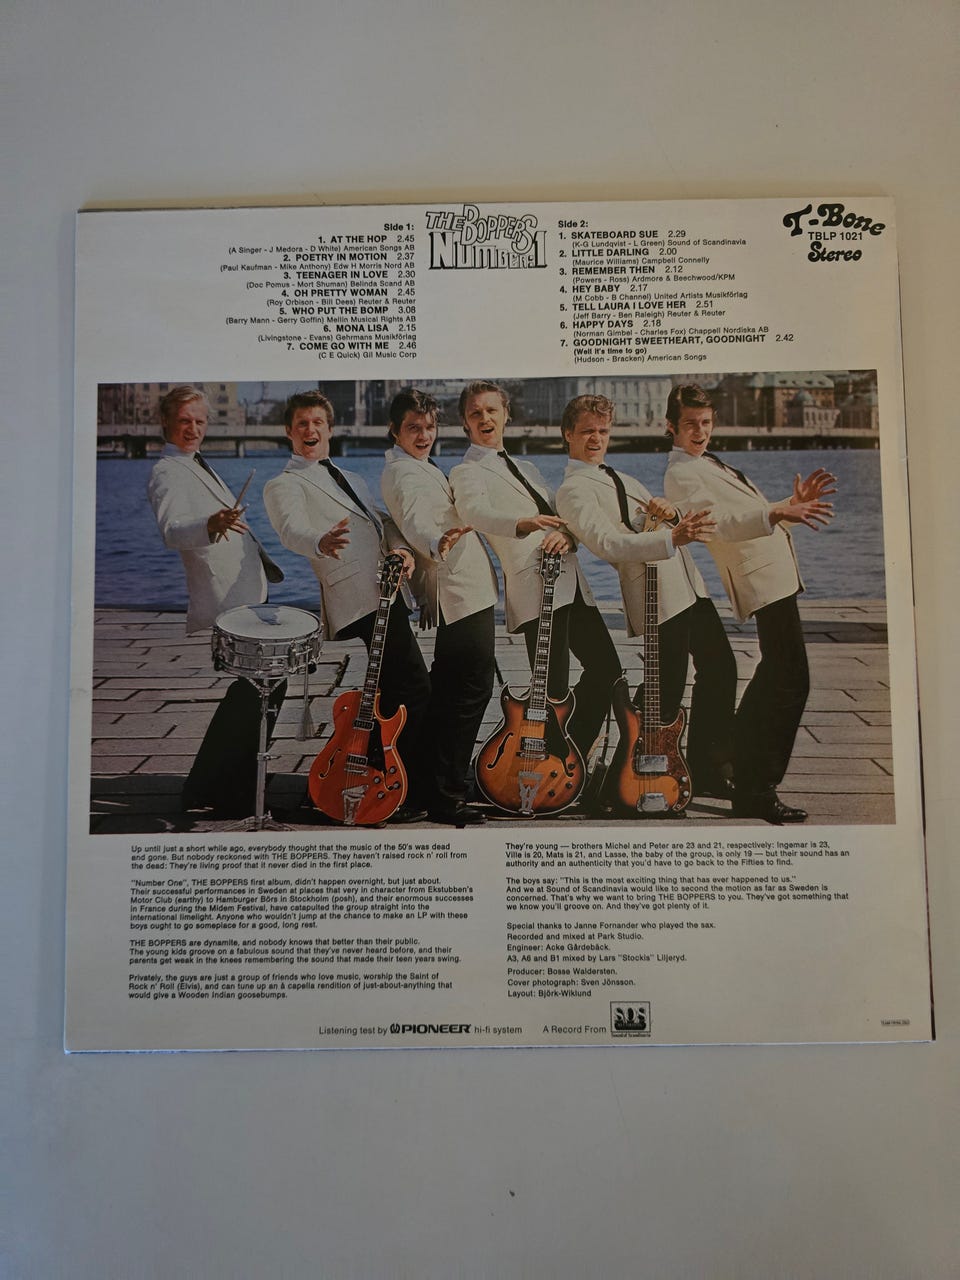 Side 1:
1. AT THE HOP 2.45
(A Singer - J Medora - D White) American Songs AB
2. POETRY IN MOTION 2.37
(Paul Kaufman - Mike Anthony) Edw H Morris Nord AB
3. TEENAGER IN LOVE 2.30
(Doc Pomus - Mort Shuman) Belinda Scand AB
4. OH PRETTY WOMAN 2.45
(Roy Orbison - Bill Dees) Reuter & Reuter
5. WHO PUT THE BOMP 3.08
(Barry Mann - Gerry Goffin) Mellin Musical Rights AB
6. MONA LISA 2.15
(Livingstone - Evans) Gehrmans Musikförlag
7. COME GO WITH ME 2.46
(C E Quick) Gil Music Corp
THE BOPPERS
NUMBER:1
Side 2:
1. SKATEBOARD SUE 2.29
(K-G Lundqvist - L Green) Sound of Scandinavia
2. LITTLE DARLING 2.00
(Maurice Williams) Campbell Connelly
3. REMEMBER THEN 2.12
(Powers - Ross) Ardmore & Beechwood/KPM
4. HEY BABY 2.17
(M Cobb - B Channel) United Artists Musikförlag
5. TELL LAURA I LOVE HER 2.51
(Jeff Barry - Ben Raleigh) Reuter & Reuter
6. HAPPY DAYS 2.18
(Norman Gimbel - Charles Fox) Chappell Nordiska AB
7. GOODNIGHT SWEETHEART, GOODNIGHT 2.42
(Well it's time to go)
(Hudson - Bracken) American Songs
T-Bone
TBLP 1021
Stereo
Up until just a short while ago, everybody thought that the music of the 50's was dead
and gone. But nobody reckoned with THE BOPPERS. They haven't raised rock n' roll from
the dead: They're living proof that it never died in the first place.
"Number One", THE BOPPERS first album, didn't happen overnight, but just about.
Their successful performances in Sweden at places that very in character from Ekstubben's
Motor Club (earthy) to Hamburger Börs in Stockholm (posh), and their enormous successes
in France during the Midem Festival, have catapulted the group straight into the
international limelight. Anyone who wouldn't jump at the chance to make an LP with these
boys ought to go someplace for a good, long rest.
THE BOPPERS are dynamite, and nobody knows that better than their public.
The young kids groove on a fabulous sound that they've never heard before, and their
parents get weak in the knees remembering the sound that made their teen years swing.
Privately, the guys are just a group of friends who love music, worship the Saint of
Rock n' Roll (Elvis), and can tune up an à capella rendition of just-about-anything that
would give a Wooden Indian goosebumps.
They're young — brothers Michel and Peter are 23 and 21, respectively: Ingemar is 23,
Ville is 20, Mats is 21, and Lasse, the baby of the group, is only 19 — but their sound has an
authority and an authenticity that you'd have to go back to the Fifties to find.
The boys say: "This is the most exciting thing that has ever happened to us."
And we at Sound of Scandinavia would like to second the motion as far as Sweden is
concerned. That's why we want to bring THE BOPPERS to you. They've got something that
we know you'll groove on. And they've got plenty of it.
Special thanks to Janne Fornander who played the sax.
Recorded and mixed at Park Studio.
Engineer: Acke Gårdebäck.
A3, A6 and B1 mixed by Lars "Stockis" Liljeryd.
Producer: Bosse Waldersten.
Cover photograph: Sven Jönsson.
Layout: Björk-Wiklund
Listening test by PIONEER hi-fi system
A Record From
SOS
Sound of Scandinavia